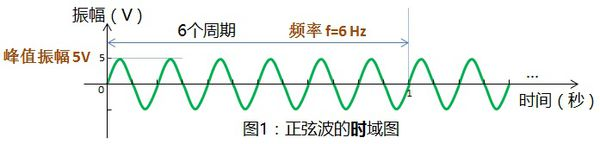 振幅（V）
6个周期
频率 f=6 Hz
峰值振幅5V
5
...
0
1
时间（秒）
图1：正弦波的时域图